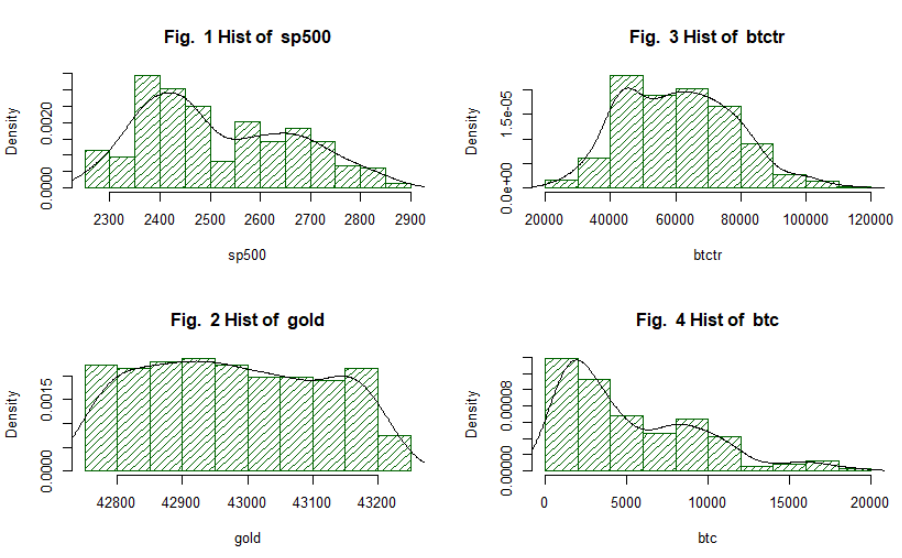 Fig. 1 Hist of sp500
Density
0.0000 0.0020
2300 2400 2500 2600 2700 2800 2900
sp500
Fig. 3 Hist of btctr
Density
0.0e+00 1.5e-05
20000 40000 60000 80000 100000 120000
btctr
Fig. 2 Hist of gold
Density
0.0000 0.0015
42800 42900 43000 43100 43200
gold
Fig. 4 Hist of btc
Density
0.00000 0.00008
0 5000 10000 15000 20000
btc